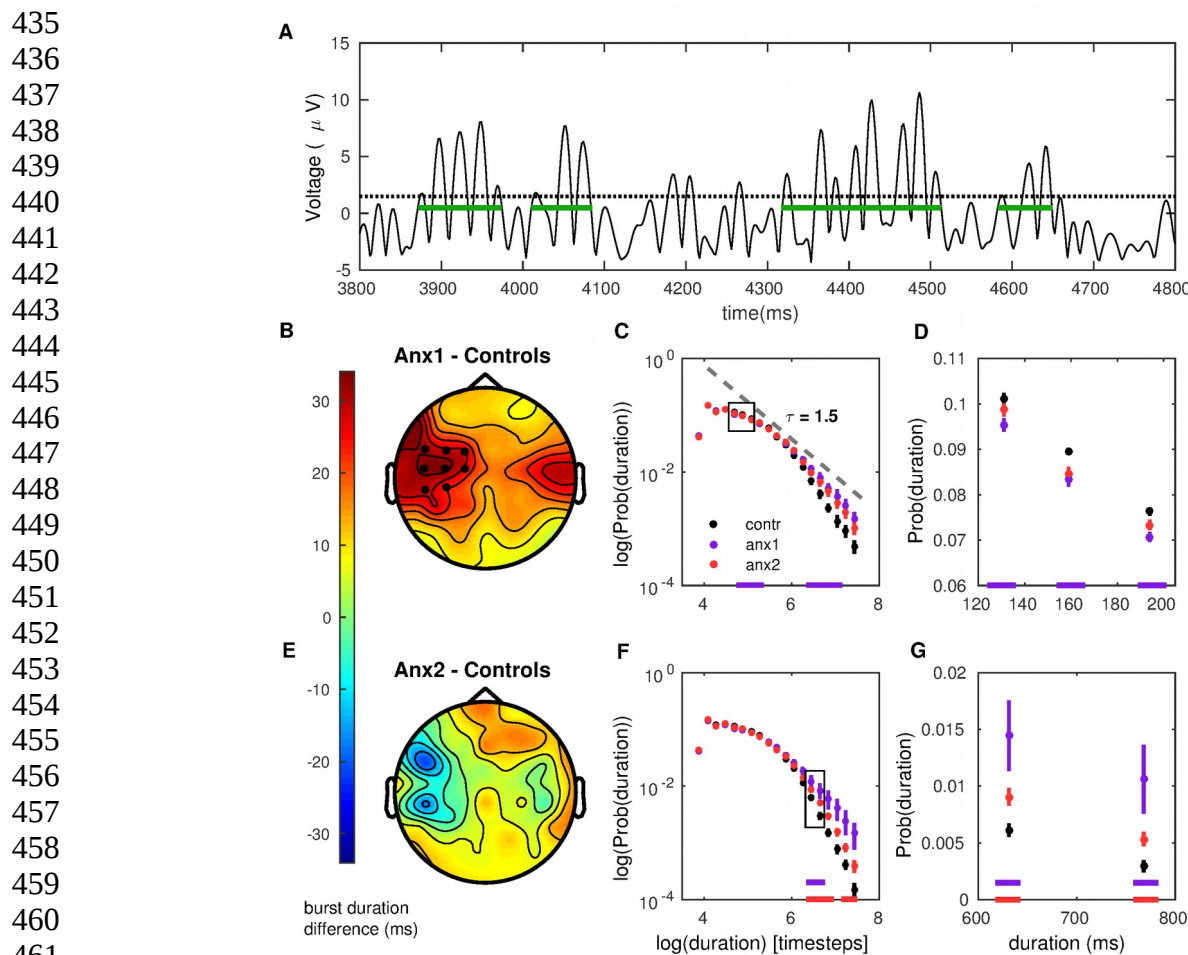 435
436
437
438
439
440
441
442
443
444
445
446
447
448
449
450
451
452
453
454
455
456
457
458
459
460
461
A
15
10
5
0
-5
Voltage ( μ V)
3800 3900 4000 4100 4200 4300 4400 4500 4600 4700 4800
time(ms)
B
Anx1 - Controls
30
20
10
0
-10
-20
-30
burst duration
difference (ms)
C
10^0
10^-2
10^-4
log(Prob(duration))
τ = 1.5
contr
anx1
anx2
4 6 8
D
0.11
0.1
0.09
0.08
0.07
0.06
Prob(duration)
120 140 160 180 200
E
Anx2 - Controls
F
10^0
10^-2
10^-4
log(Prob(duration))
4 6 8
log(duration) [timesteps]
G
0.02
0.015
0.01
0.005
0
Prob(duration)
600 700 800
duration (ms)